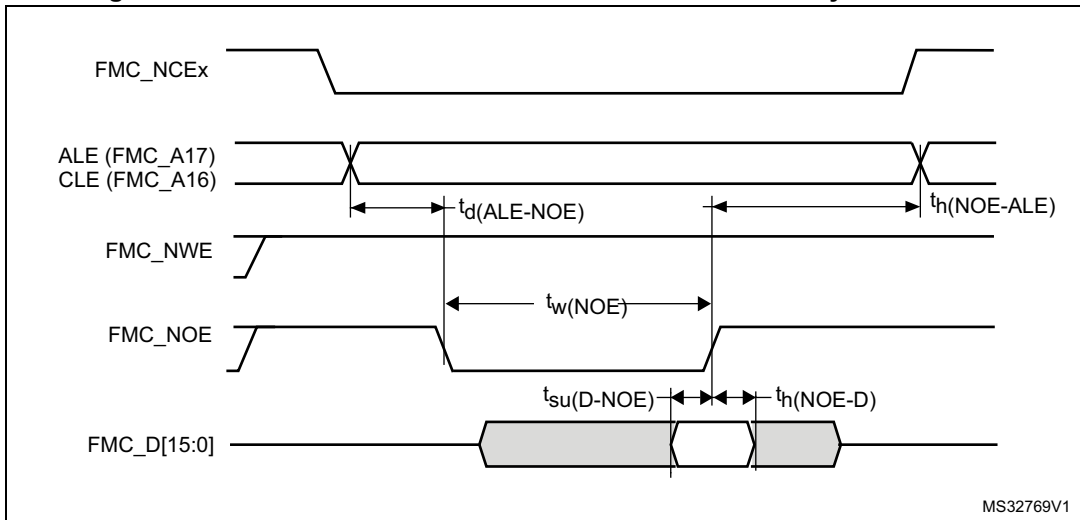 FMC_NCEx
ALE (FMC_A17)
CLE (FMC_A16)
td(ALE-NOE)
th(NOE-ALE)
FMC_NWE
tw(NOE)
FMC_NOE
tsu(D-NOE)
th(NOE-D)
FMC_D[15:0]
MS32769V1